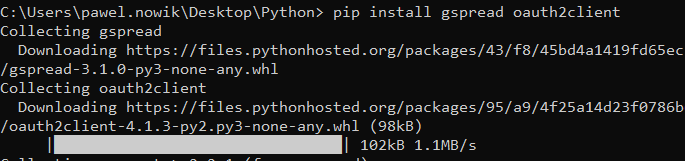 C:\Users\pawel.nowik\Desktop\Python> pip install gspread oauth2client
Collecting gspread
  Downloading https://files.pythonhosted.org/packages/43/f8/45bd4a1419fd65ec
/gspread-3.1.0-py3-none-any.whl
Collecting oauth2client
  Downloading https://files.pythonhosted.org/packages/95/a9/4f25a14d23f0786b
/oauth2client-4.1.3-py2.py3-none-any.whl (98kB)
    |████████████████████████████████| 102kB 1.1MB/s